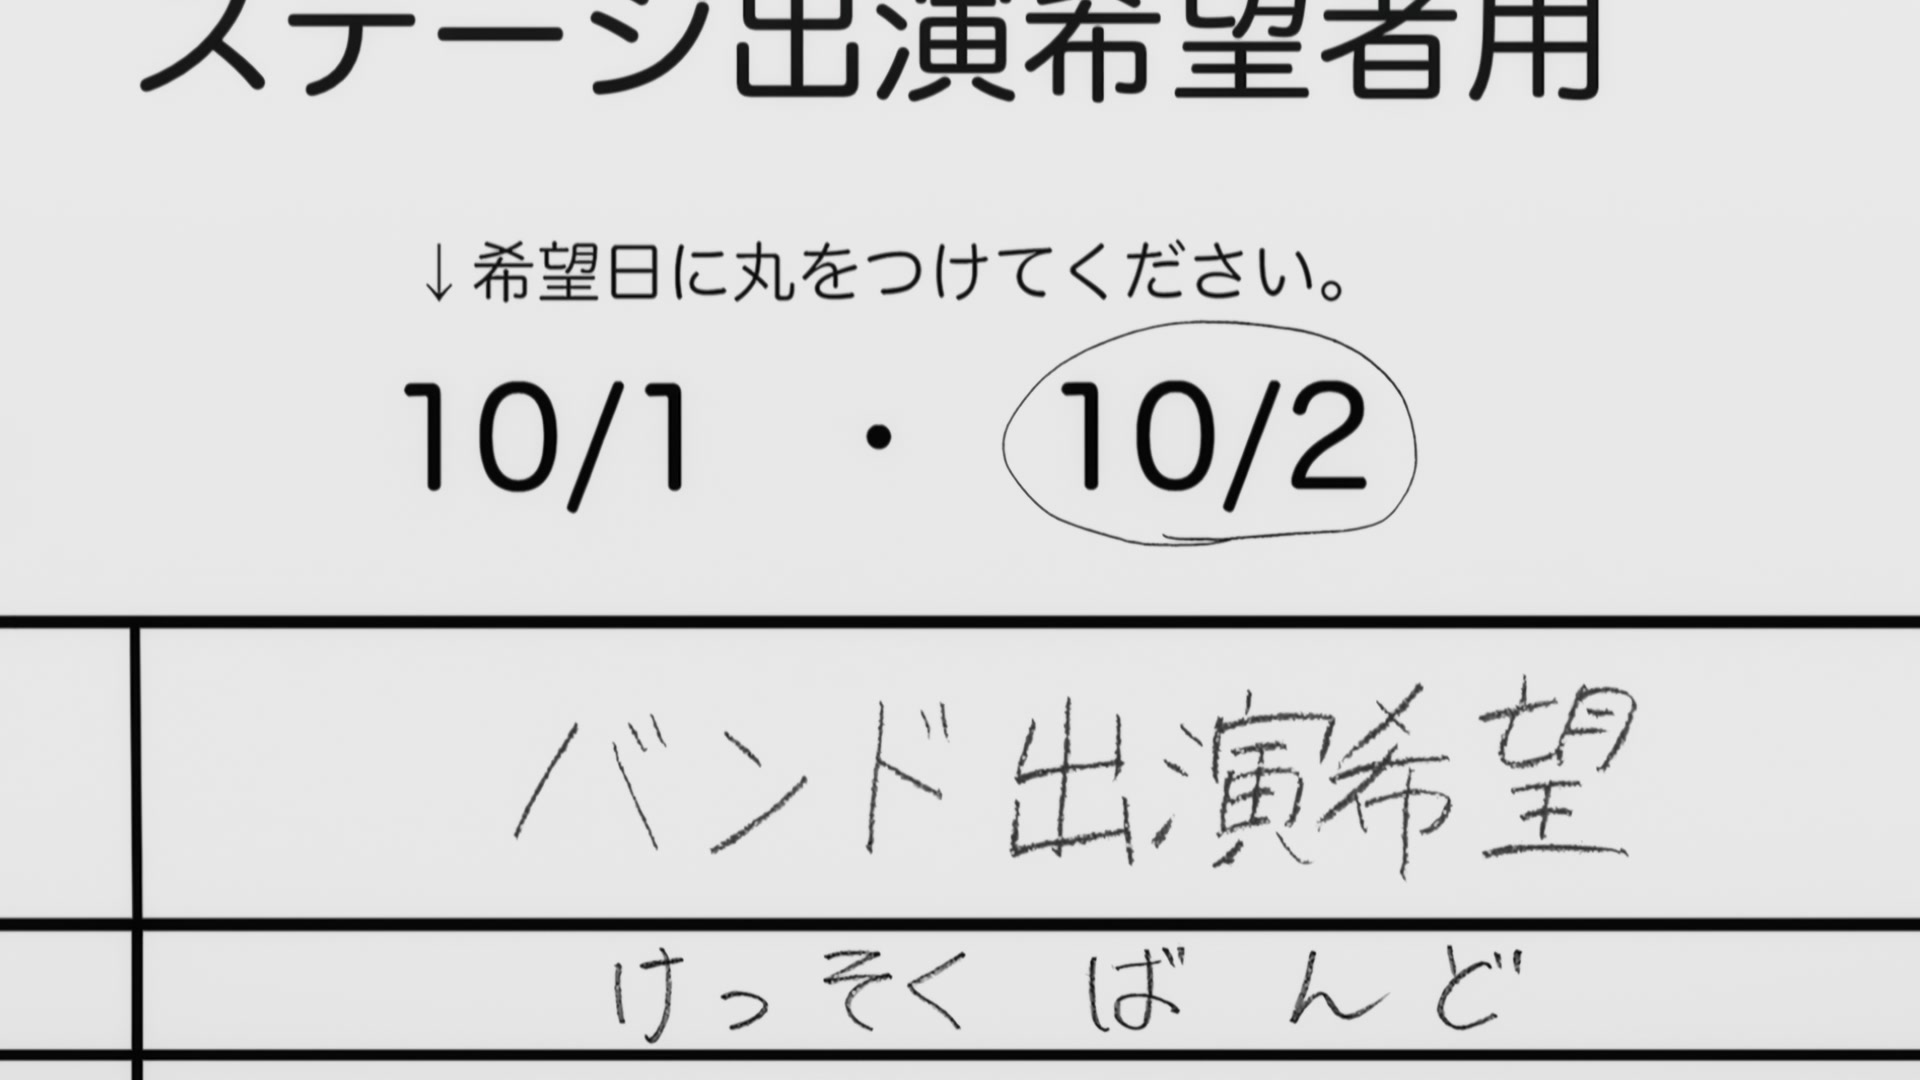 ステージ出演希望者用
↓希望日に丸をつけてください。
10/1 ・ 10/2
バンド出演希望
けっそくばんど